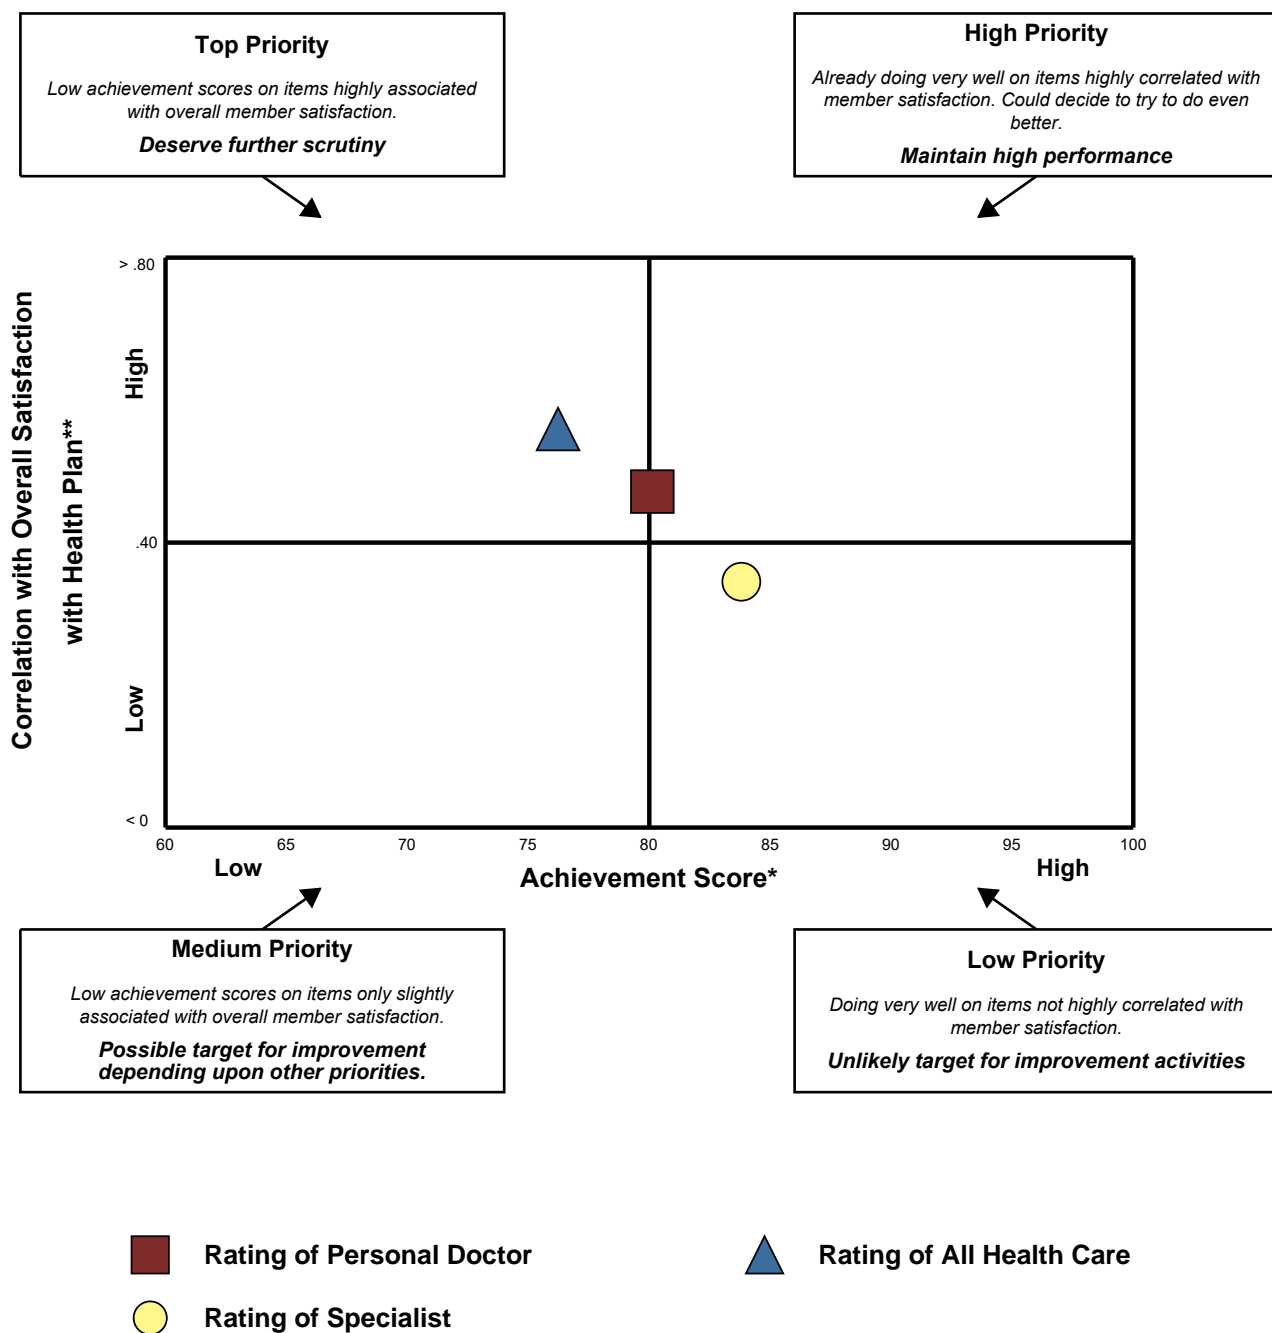 Top Priority
Low achievement scores on items highly associated
with overall member satisfaction.
Deserve further scrutiny
High Priority
Already doing very well on items highly correlated with
member satisfaction. Could decide to try to do even
better.
Maintain high performance
Correlation with Overall Satisfaction
with Health Plan**
> .80
High
.40
Low
< 0
60 65 70 75 80 85 90 95 100
Low
Achievement Score*
High
Medium Priority
Low achievement scores on items only slightly
associated with overall member satisfaction.
Possible target for improvement
depending upon other priorities.
Low Priority
Doing very well on items not highly correlated with
member satisfaction.
Unlikely target for improvement activities
Rating of Personal Doctor
Rating of All Health Care
Rating of Specialist